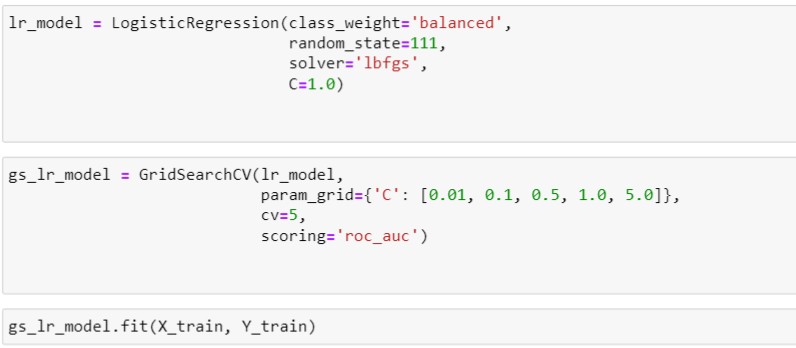 lr_model = LogisticRegression(class_weight='balanced',
                              random_state=111,
                              solver='lbfgs',
                              C=1.0)
gs_lr_model = GridSearchCV(lr_model,
                           param_grid={'C': [0.01, 0.1, 0.5, 1.0, 5.0]},
                           cv=5,
                           scoring='roc_auc')
gs_lr_model.fit(X_train, Y_train)